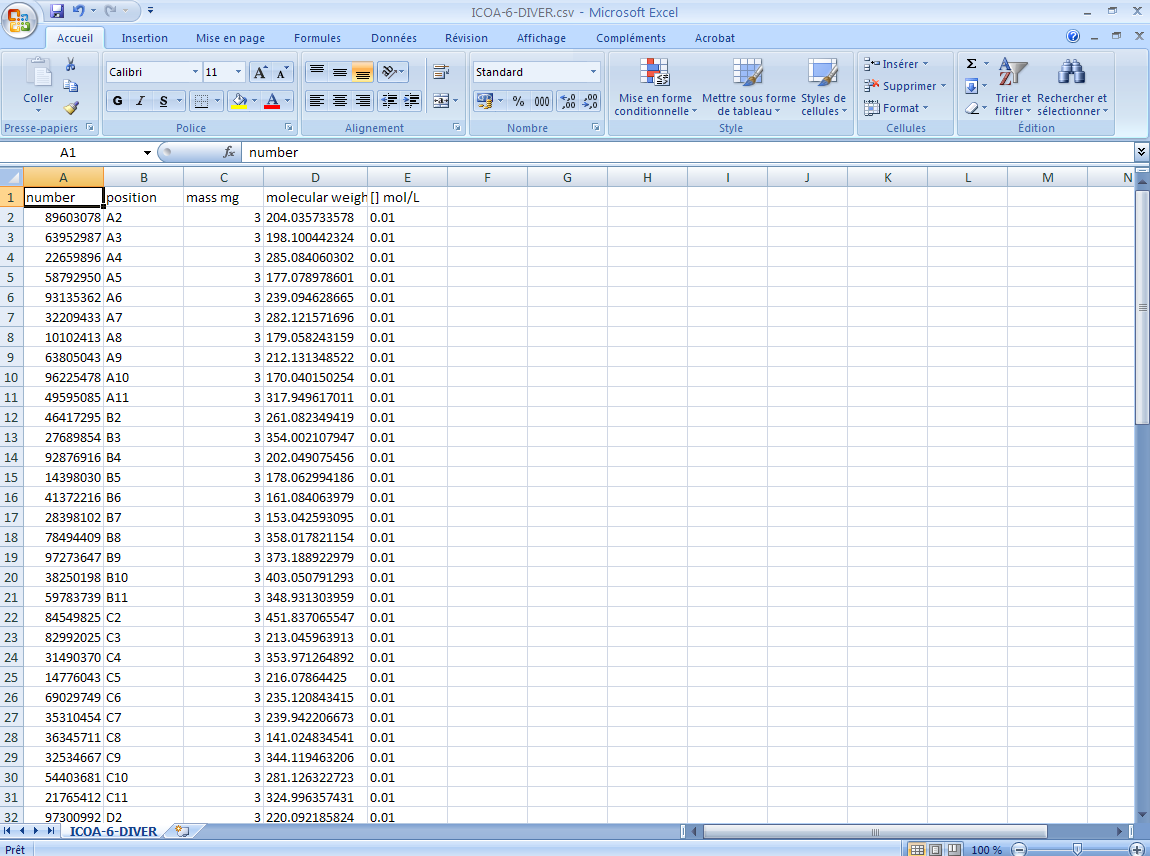 ICOA-6-DIVER.csv - Microsoft Excel
Accueil Insertion Mise en page Formules Données Révision Affichage Compléments Acrobat
Coller
Calibri 11
G I S
Standard
% 000
Mise en forme conditionnelle
Mettre sous forme de tableau
Styles de cellules
Insérer
Supprimer
Format
Σ
Trier et filtrer
Rechercher et sélectionner
Presse-papiers Police Alignement Nombre Style Cellules Édition
A1 fx number
A B C D E F G H I J K L M N
1 number position mass mg molecular weigh [] mol/L
2 89603078 A2 3 204.035733578 0.01
3 63952987 A3 3 198.100442324 0.01
4 22659896 A4 3 285.084060302 0.01
5 58792950 A5 3 177.078978601 0.01
6 93135362 A6 3 239.094628665 0.01
7 32209433 A7 3 282.121571696 0.01
8 10102413 A8 3 179.058243159 0.01
9 63805043 A9 3 212.131348522 0.01
10 96225478 A10 3 170.040150254 0.01
11 49595085 A11 3 317.949617011 0.01
12 46417295 B2 3 261.082349419 0.01
13 27689854 B3 3 354.002107947 0.01
14 92876916 B4 3 202.049075456 0.01
15 14398030 B5 3 178.062994186 0.01
16 41372216 B6 3 161.084063979 0.01
17 28398102 B7 3 153.042593095 0.01
18 78494409 B8 3 358.017821154 0.01
19 97273647 B9 3 373.188922979 0.01
20 38250198 B10 3 403.050791293 0.01
21 59783739 B11 3 348.931303959 0.01
22 84549825 C2 3 451.837065547 0.01
23 82992025 C3 3 213.045963913 0.01
24 31490370 C4 3 353.971264892 0.01
25 14776043 C5 3 216.07864425 0.01
26 69029749 C6 3 235.120843415 0.01
27 35310454 C7 3 239.942206673 0.01
28 36345711 C8 3 141.024834541 0.01
29 32534667 C9 3 344.119463206 0.01
30 54403681 C10 3 281.126322723 0.01
31 21765412 C11 3 324.996357431 0.01
32 97300992 D2 3 220.092185824 0.01
ICOA-6-DIVER
Prêt 100 %